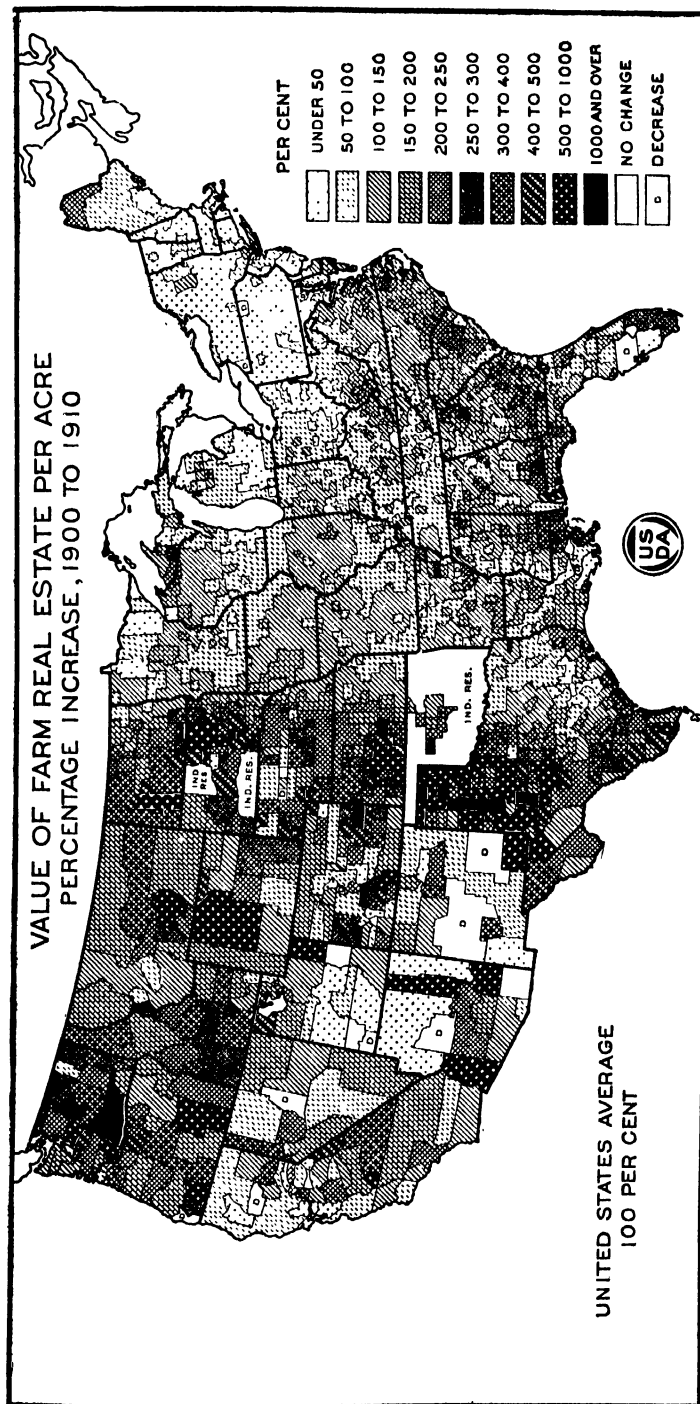 VALUE OF FARM REAL ESTATE PER ACRE
PERCENTAGE INCREASE, 1900 TO 1910
IND.
RES.
IND. RES.
IND. RES.
PER CENT
UNDER 50
50 TO 100
100 TO 150
150 TO 200
200 TO 250
250 TO 300
300 TO 400
400 TO 500
500 TO 1000
1000 AND OVER
NO CHANGE
D DECREASE
D
D
D
D
D
D
D
UNITED STATES AVERAGE
100 PER CENT
US
DA